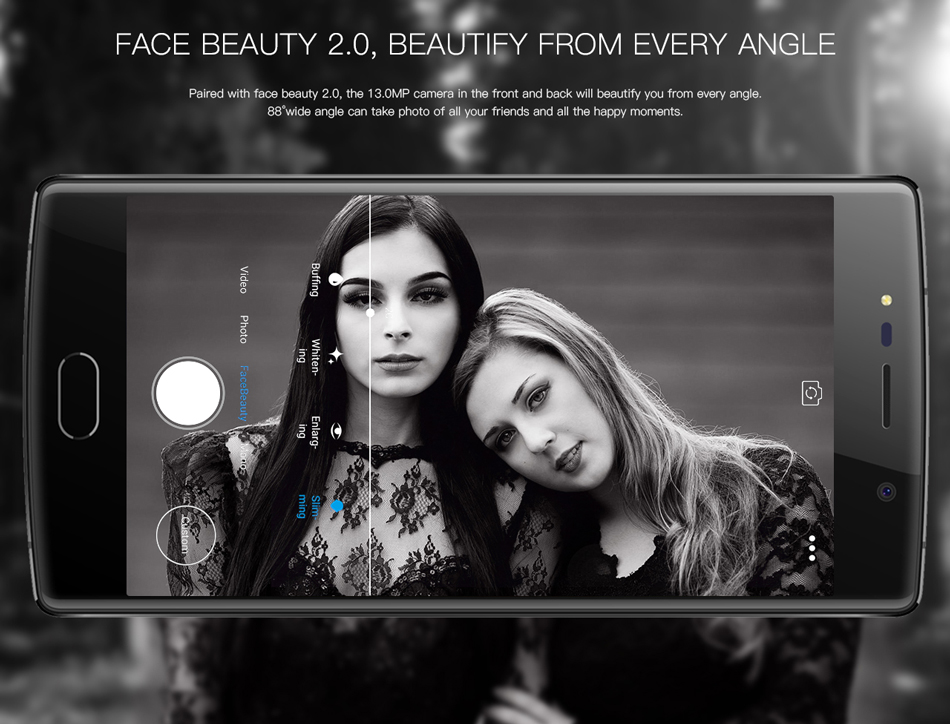 FACE BEAUTY 2.0, BEAUTIFY FROM EVERY ANGLE
Paired with face beauty 2.0, the 13.0MP camera in the front and back will beautify you from every angle.
88°wide angle can take photo of all your friends and all the happy moments.
Video
Photo
FaceBeauty
Custom
Buffing
Whiten-
ing
Enlarg-
ing
Slim
ming